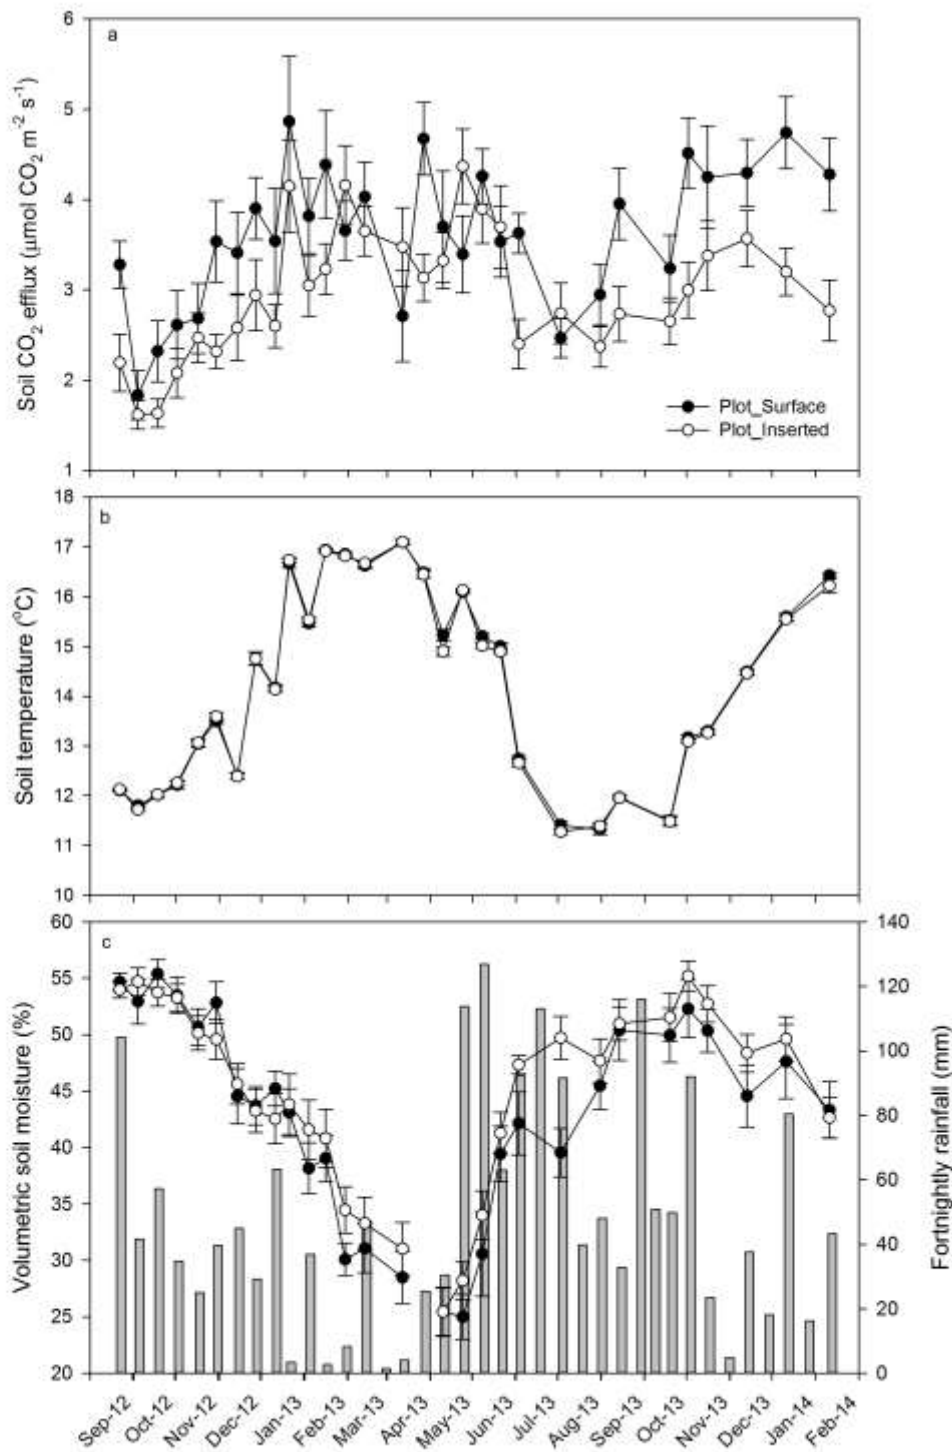 a
Soil CO2 efflux (μmol CO2 m-2 s-1)
6
5
4
3
2
1
Plot_Surface
Plot_Inserted
b
Soil temperature (oC)
18
17
16
15
14
13
12
11
10
c
Volumetric soil moisture (%)
60
55
50
45
40
35
30
25
20
140
120
100
80
60
40
20
0
Fortnightly rainfall (mm)
Sep-12
Oct-12
Nov-12
Dec-12
Jan-13
Feb-13
Mar-13
Apr-13
May-13
Jun-13
Jul-13
Aug-13
Sep-13
Oct-13
Nov-13
Dec-13
Jan-14
Feb-14